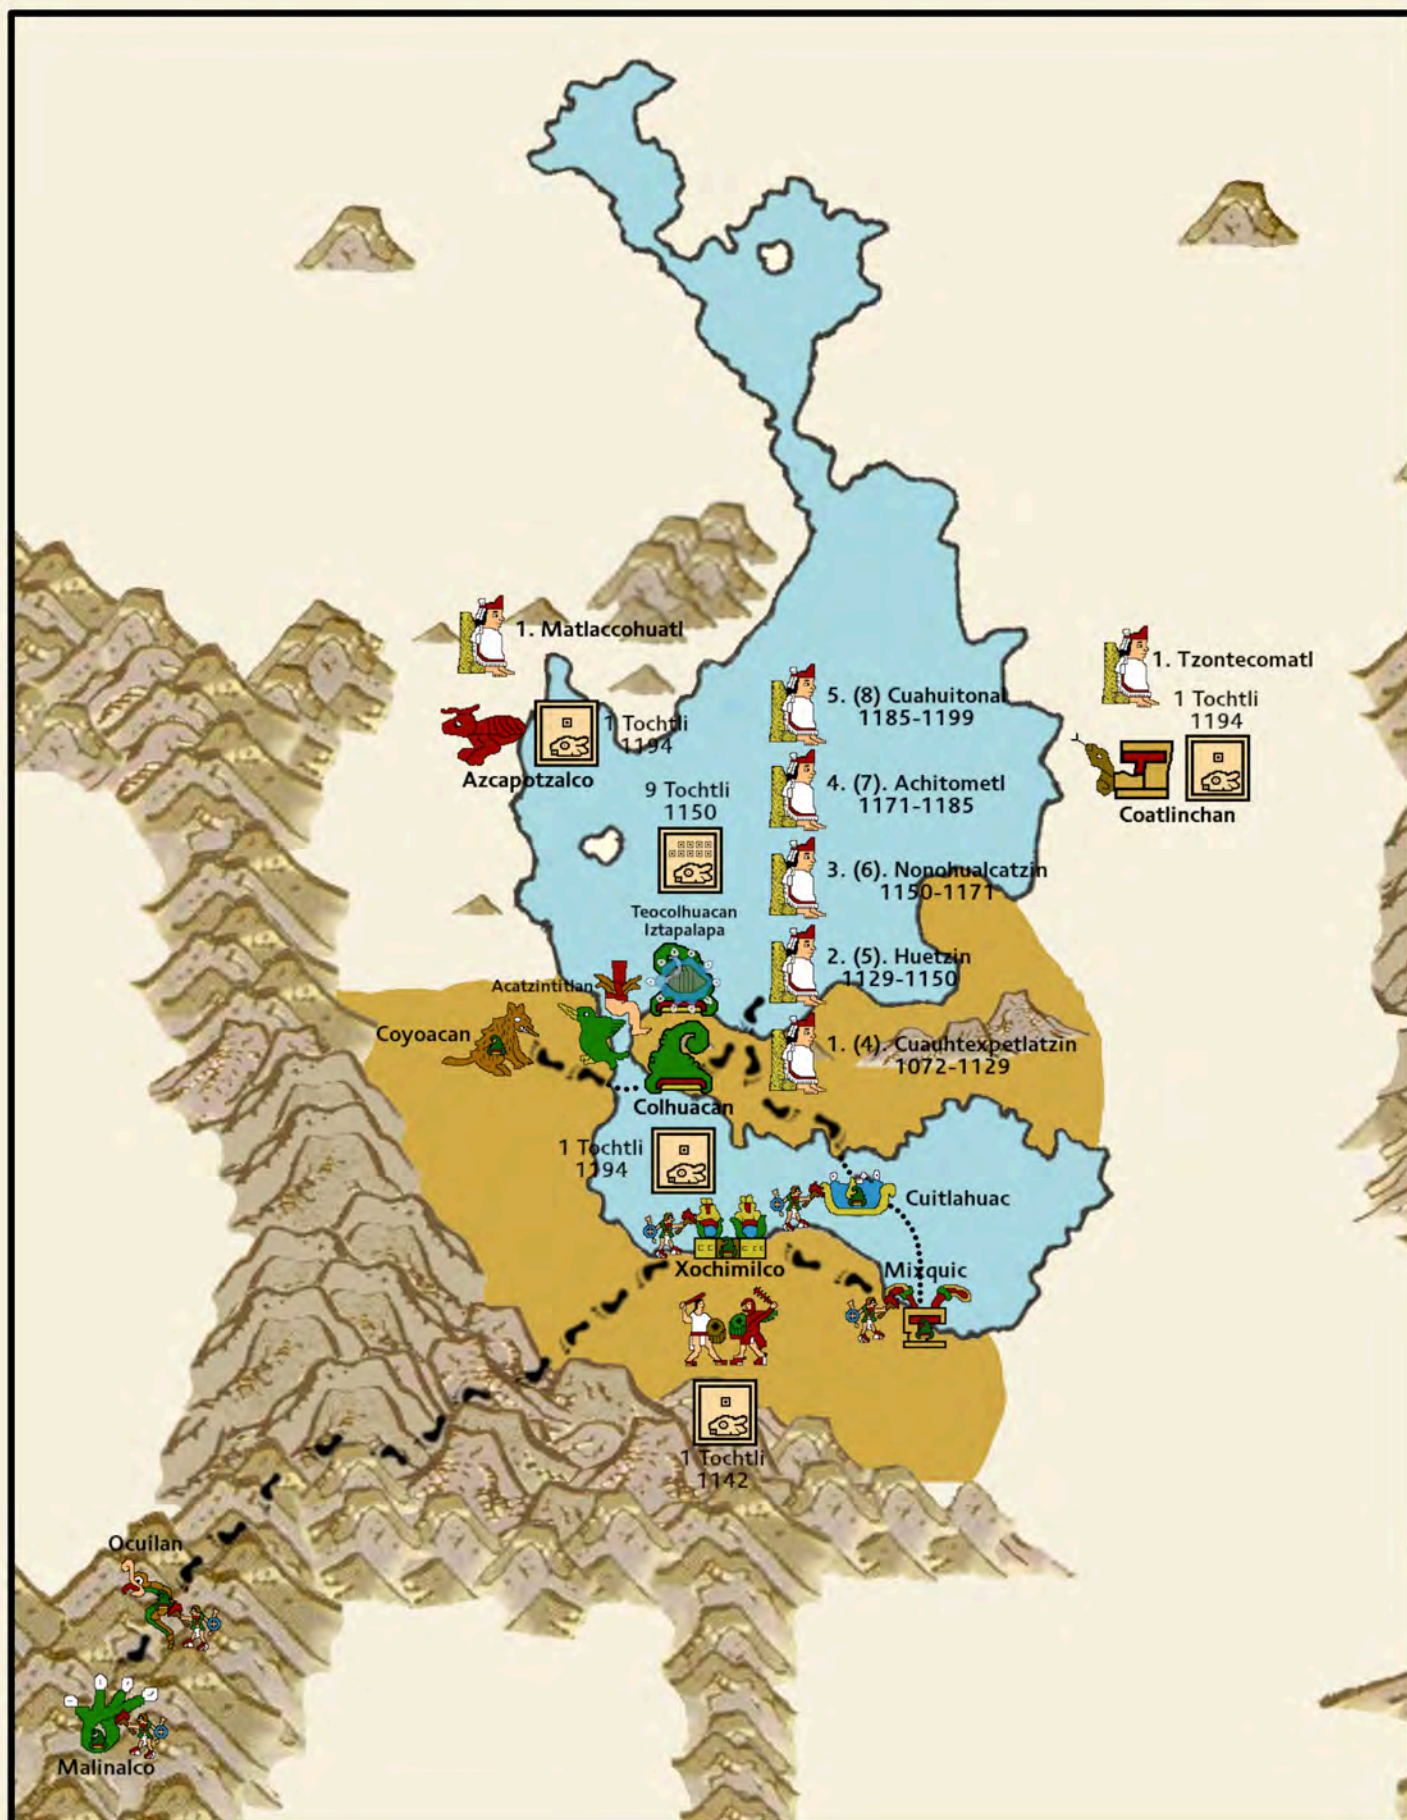 1. Matlaccohuatl
1. Tzontecomatl
1 Tochtli
1194
Coatlinchan
5. (8) Cuahuitonal
1185-1199
1 Tochtli
1194
Azcapotzalco
9 Tochtli
1150
4. (7). Achitometl
1171-1185
3. (6). Nonohualcatzin
1150-1171
Teocolhuacan
Iztapalapa
2. (5). Huetzin
1129-1150
Acatzintitlan
Coyoacan
1. (4). Cuauhtexpetlatzin
1072-1129
Colhuacan
1 Tochtli
1194
Cuitlahuac
Xochimilco
Mixquic
1 Tochtli
1142
Ocuilan
Malinalco